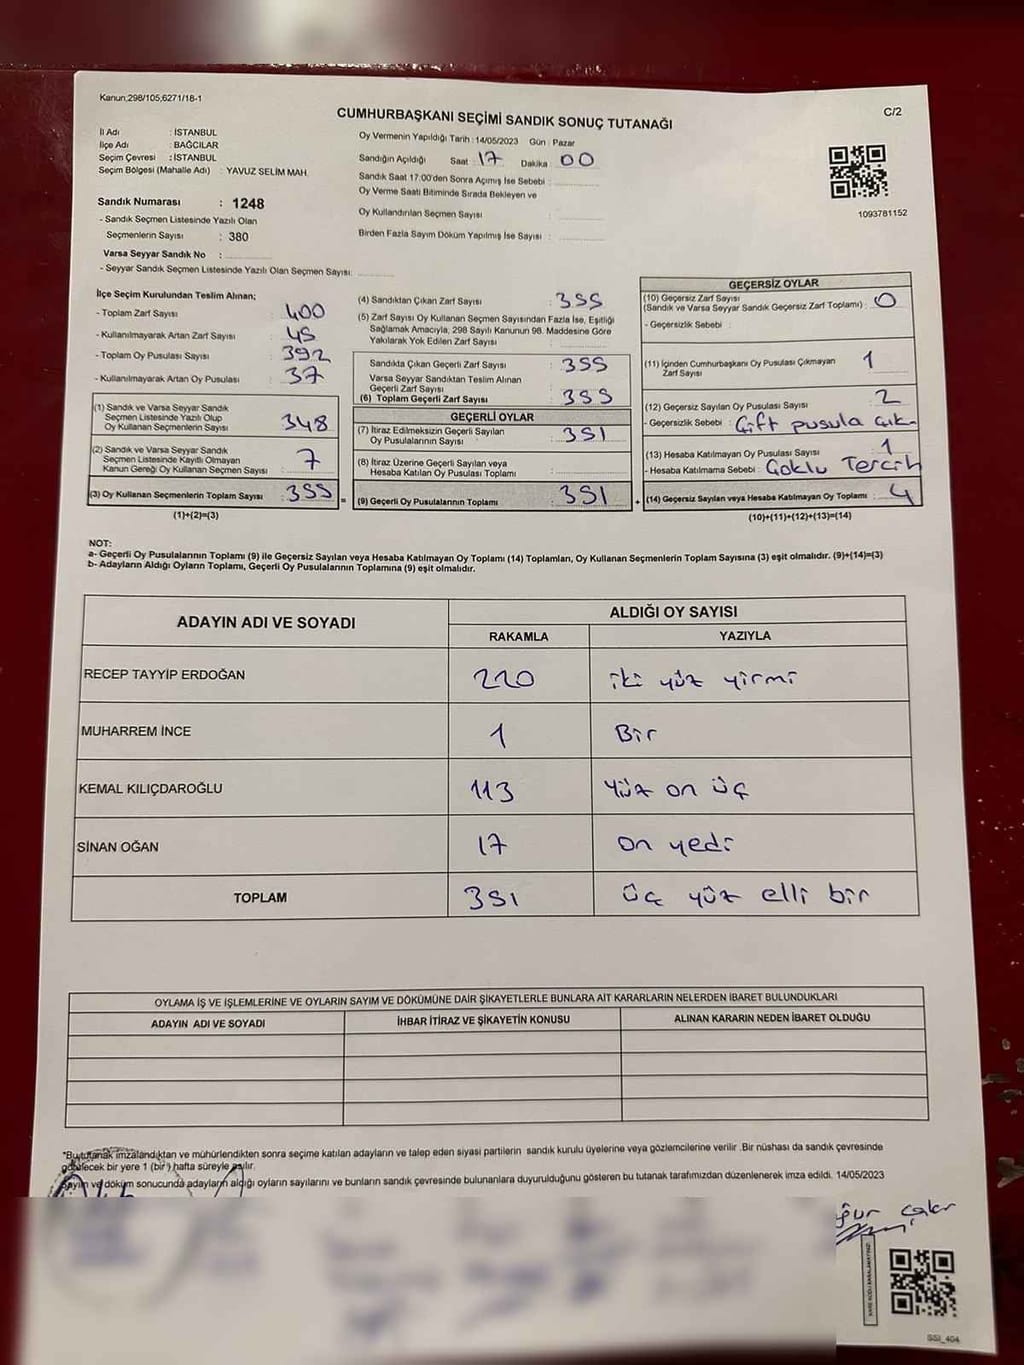 Kanun;298/105,6271/18-1
C/2
CUMHURBAŞKANI SEÇİMİ SANDIK SONUÇ TUTANAĞI
İl Adı : İSTANBUL
İlçe Adı : BAĞCILAR
Seçim Çevresi : İSTANBUL
Seçim Bölgesi (Mahalle Adı) : YAVUZ SELİM MAH.
Sandık Numarası : 1248
- Sandık Seçmen Listesinde Yazılı Olan
Seçmenlerin Sayısı : 380
Varsa Seyyar Sandık No :
- Seyyar Sandık Seçmen Listesinde Yazılı Olan Seçmen Sayısı:
Oy Vermenin Yapıldığı Tarih : 14/05/2023 Gün : Pazar
Sandığın Açıldığı Saat : 17 Dakika : 00
Sandık Saat 17:00'den Sonra Açımış İse Sebebi :
Oy Verme Saati Bitiminde Sırada Bekleyen ve
Oy Kullandırılan Seçmen Sayısı :
Birden Fazla Sayım Döküm Yapılmış İse Sayısı :
1093781152
İlçe Seçim Kurulundan Teslim Alınan;
- Toplam Zarf Sayısı : 400
- Kullanılmayarak Artan Zarf Sayısı : 45
- Toplam Oy Pusulası Sayısı : 392
- Kullanılmayarak Artan Oy Pusulası : 37
(1) Sandık ve Varsa Seyyar Sandık
Seçmen Listesinde Yazılı Olup
Oy Kullanan Seçmenlerin Sayısı : 348
(2) Sandık ve Varsa Seyyar Sandık
Seçmen Listesinde Kayıtlı Olmayan
Kanun Gereği Oy Kullanan Seçmen Sayısı : 7
(3) Oy Kullanan Seçmenlerin Toplam Sayısı : 355
(1)+(2)=(3)
=
(4) Sandıktan Çıkan Zarf Sayısı : 355
(5) Zarf Sayısı Oy Kullanan Seçmen Sayısından Fazla İse, Eşitliği
Sağlamak Amacıyla, 298 Sayılı Kanunun 98. Maddesine Göre
Yakılarak Yok Edilen Zarf Sayısı :
Sandıkta Çıkan Geçerli Zarf Sayısı : 355
Varsa Seyyar Sandıktan Teslim Alınan
Geçerli Zarf Sayısı :
(6) Toplam Geçerli Zarf Sayısı : 355
GEÇERLİ OYLAR
(7) İtiraz Edilmeksizin Geçerli Sayılan
Oy Pusulalarının Sayısı : 351
(8) İtiraz Üzerine Geçerli Sayılan veya
Hesaba Katılan Oy Pusulası Toplamı :
(9) Geçerli Oy Pusulalarının Toplamı : 351
+
GEÇERSİZ OYLAR
(10) Geçersiz Zarf Sayısı
(Sandık ve Varsa Seyyar Sandık Geçersiz Zarf Toplamı) : 0
- Geçersizlik Sebebi :
(11) İçinden Cumhurbaşkanı Oy Pusulası Çıkmayan 1
Zarf Sayısı :
(12) Geçersiz Sayılan Oy Pusulası Sayısı : 2
- Geçersizlik Sebebi : Çift pusula çık.
(13) Hesaba Katılmayan Oy Pusulası Sayısı : 1
- Hesaba Katılmama Sebebi : Çoklu Tercih
(14) Geçersiz Sayılan veya Hesaba Katılmayan Oy Toplamı : 4
(10)+(11)+(12)+(13)=(14)
NOT:
a- Geçerli Oy Pusulalarının Toplamı (9) ile Geçersiz Sayılan veya Hesaba Katılmayan Oy Toplamı (14) Toplamları, Oy Kullanan Seçmenlerin Toplam Sayısına (3) eşit olmalıdır. (9)+(14)=(3)
b- Adayların Aldığı Oyların Toplamı, Geçerli Oy Pusulalarının Toplamına (9) eşit olmalıdır.
ADAYIN ADI VE SOYADI
ALDIĞI OY SAYISI
RAKAMLA YAZIYLA
RECEP TAYYİP ERDOĞAN 220 iki yüz yirmi
MUHARREM İNCE 1 Bir
KEMAL KILIÇDAROĞLU 113 Yüz on üç
SİNAN OĞAN 17 on yedi
TOPLAM 351 üç yüz elli bir
OYLAMA İŞ VE İŞLEMLERİNE VE OYLARIN SAYIM VE DÖKÜMÜNE DAİR ŞİKAYETLERLE BUNLARA AİT KARARLARIN NELERDEN İBARET BULUNDUKLARI
ADAYIN ADI VE SOYADI İHBAR İTİRAZ VE ŞİKAYETİN KONUSU ALINAN KARARIN NEDEN İBARET OLDUĞU
*Bu tutanak imzalandıktan ve mühürlendikten sonra seçime katılan adayların ve talep eden siyasi partilerin sandık kurulu üyelerine veya gözlemcilerine verilir .Bir nüshası da sandık çevresinde
görülecek bir yere 1 (bir ) hafta süreyle asılır.
Sayım ve döküm sonucunda adayların aldığı oyların sayılarını ve bunların sandık çevresinde bulunanlara duyurulduğunu gösteren bu tutanak tarafımızdan düzenlenerek imza edildi. 14/05/2023
SSI_404